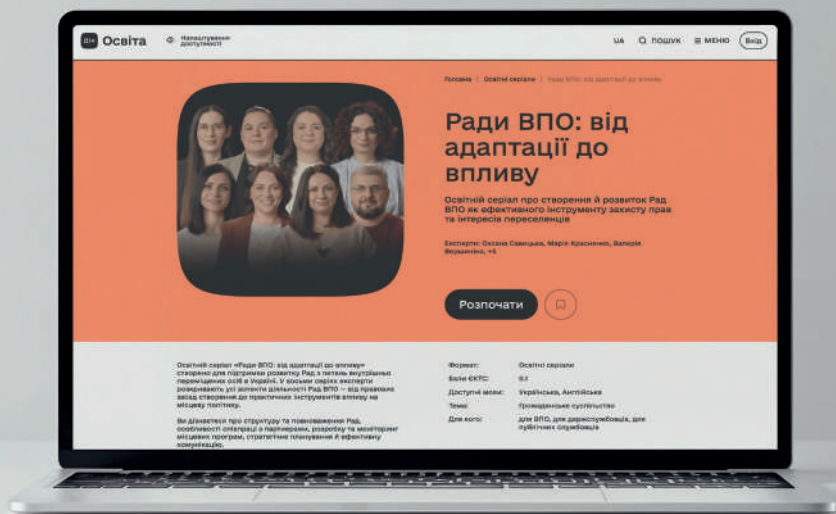 Дія Освіта
Налаштування
доступності
UA ПОШУК МЕНЮ Вхід
Головна | Освітні серіали | Ради ВПО: від адаптації до впливу
Ради ВПО: від
адаптації до
впливу
Освітній серіал про створення й розвиток Рад
ВПО як ефективного інструменту захисту прав
та інтересів переселенців
Експерти: Оксана Савицька, Марія Красненко, Валерія
Вершиніна, +5
Розпочати
Освітній серіал «Ради ВПО: від адаптації до впливу»
створено для підтримки розвитку Рад з питань внутрішньо
переміщених осіб в Україні. У восьми серіях експерти
розкривають усі аспекти діяльності Рад ВПО — від правових
засад створення до практичних інструментів впливу на
місцеву політику.
Ви дізнаєтеся про структуру та повноваження Рад,
особливості співпраці з партнерами, розробку та моніторинг
місцевих програм, стратегічне планування й ефективну
комунікацію.
Формат: Освітні серіали
Бали ЄКТС: 0.1
Доступні мови: Українська, Англійська
Тема: Громадянське суспільство
Для кого: для ВПО, для держслужбовців, для
публічних службовців